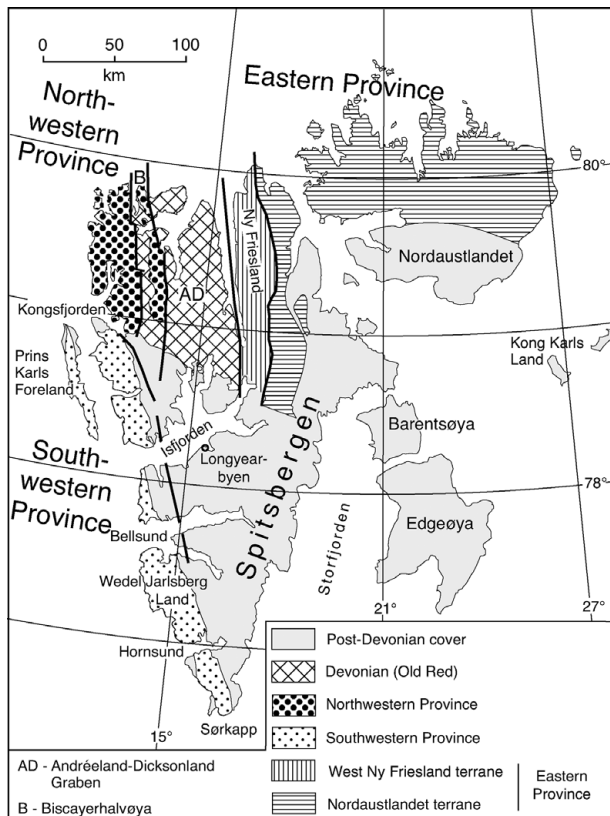 0 50 100
km
Eastern Province
North-
western
Province
B
80°
Ny Friesland
Nordaustlandet
AD
Kongsfjorden
Prins
Karls
Foreland
Kong Karls
Land
Isfjorden
Barentsøya
South-
western
Province
Longyear-
byen
78°
Spitsbergen
Edgeøya
Storfjorden
Bellsund
Wedel Jarlsberg
Land
21°
27°
Hornsund
Sørkapp
15°
Post-Devonian cover
Devonian (Old Red)
Northwestern Province
Southwestern Province
West Ny Friesland terrane
Nordaustlandet terrane
Eastern
Province
AD - Andréeland-Dicksonland
Graben
B - Biscayerhalvøya